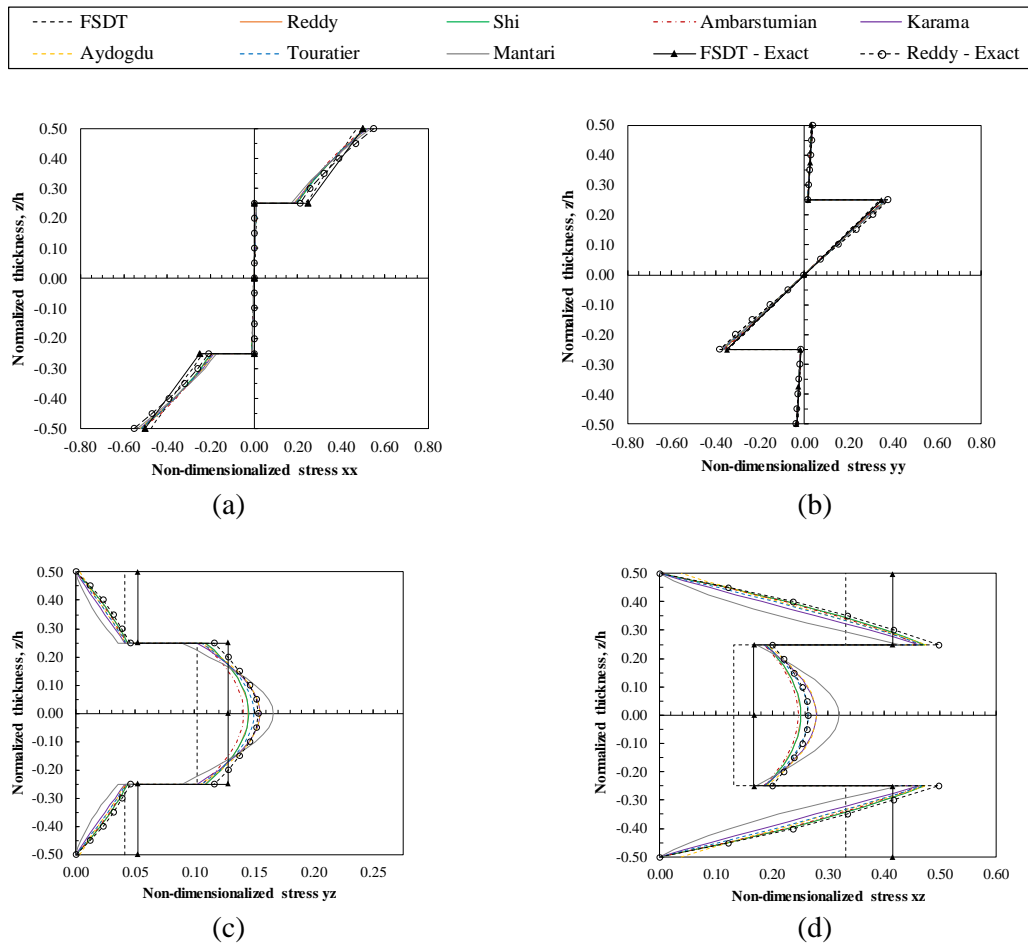 FSDT Reddy Shi Ambarstumian Karama
Aydogdu Touratier Mantari FSDT - Exact Reddy - Exact
0.50
0.40
0.30
0.20
0.10
0.00
-0.10
-0.20
-0.30
-0.40
-0.50
Normalized thickness, z/h
-0.80 -0.60 -0.40 -0.20 0.00 0.20 0.40 0.60 0.80
Non-dimensionalized stress xx
(a)
0.50
0.40
0.30
0.20
0.10
0.00
-0.10
-0.20
-0.30
-0.40
-0.50
Normalized thickness, z/h
-0.80 -0.60 -0.40 -0.20 0.00 0.20 0.40 0.60 0.80
Non-dimensionalized stress yy
(b)
0.50
0.40
0.30
0.20
0.10
0.00
-0.10
-0.20
-0.30
-0.40
-0.50
Normalized thickness, z/h
0.00 0.05 0.10 0.15 0.20 0.25
Non-dimensionalized stress yz
(c)
0.50
0.40
0.30
0.20
0.10
0.00
-0.10
-0.20
-0.30
-0.40
-0.50
Normalized thickness, z/h
0.00 0.10 0.20 0.30 0.40 0.50 0.60
Non-dimensionalized stress xz
(d)